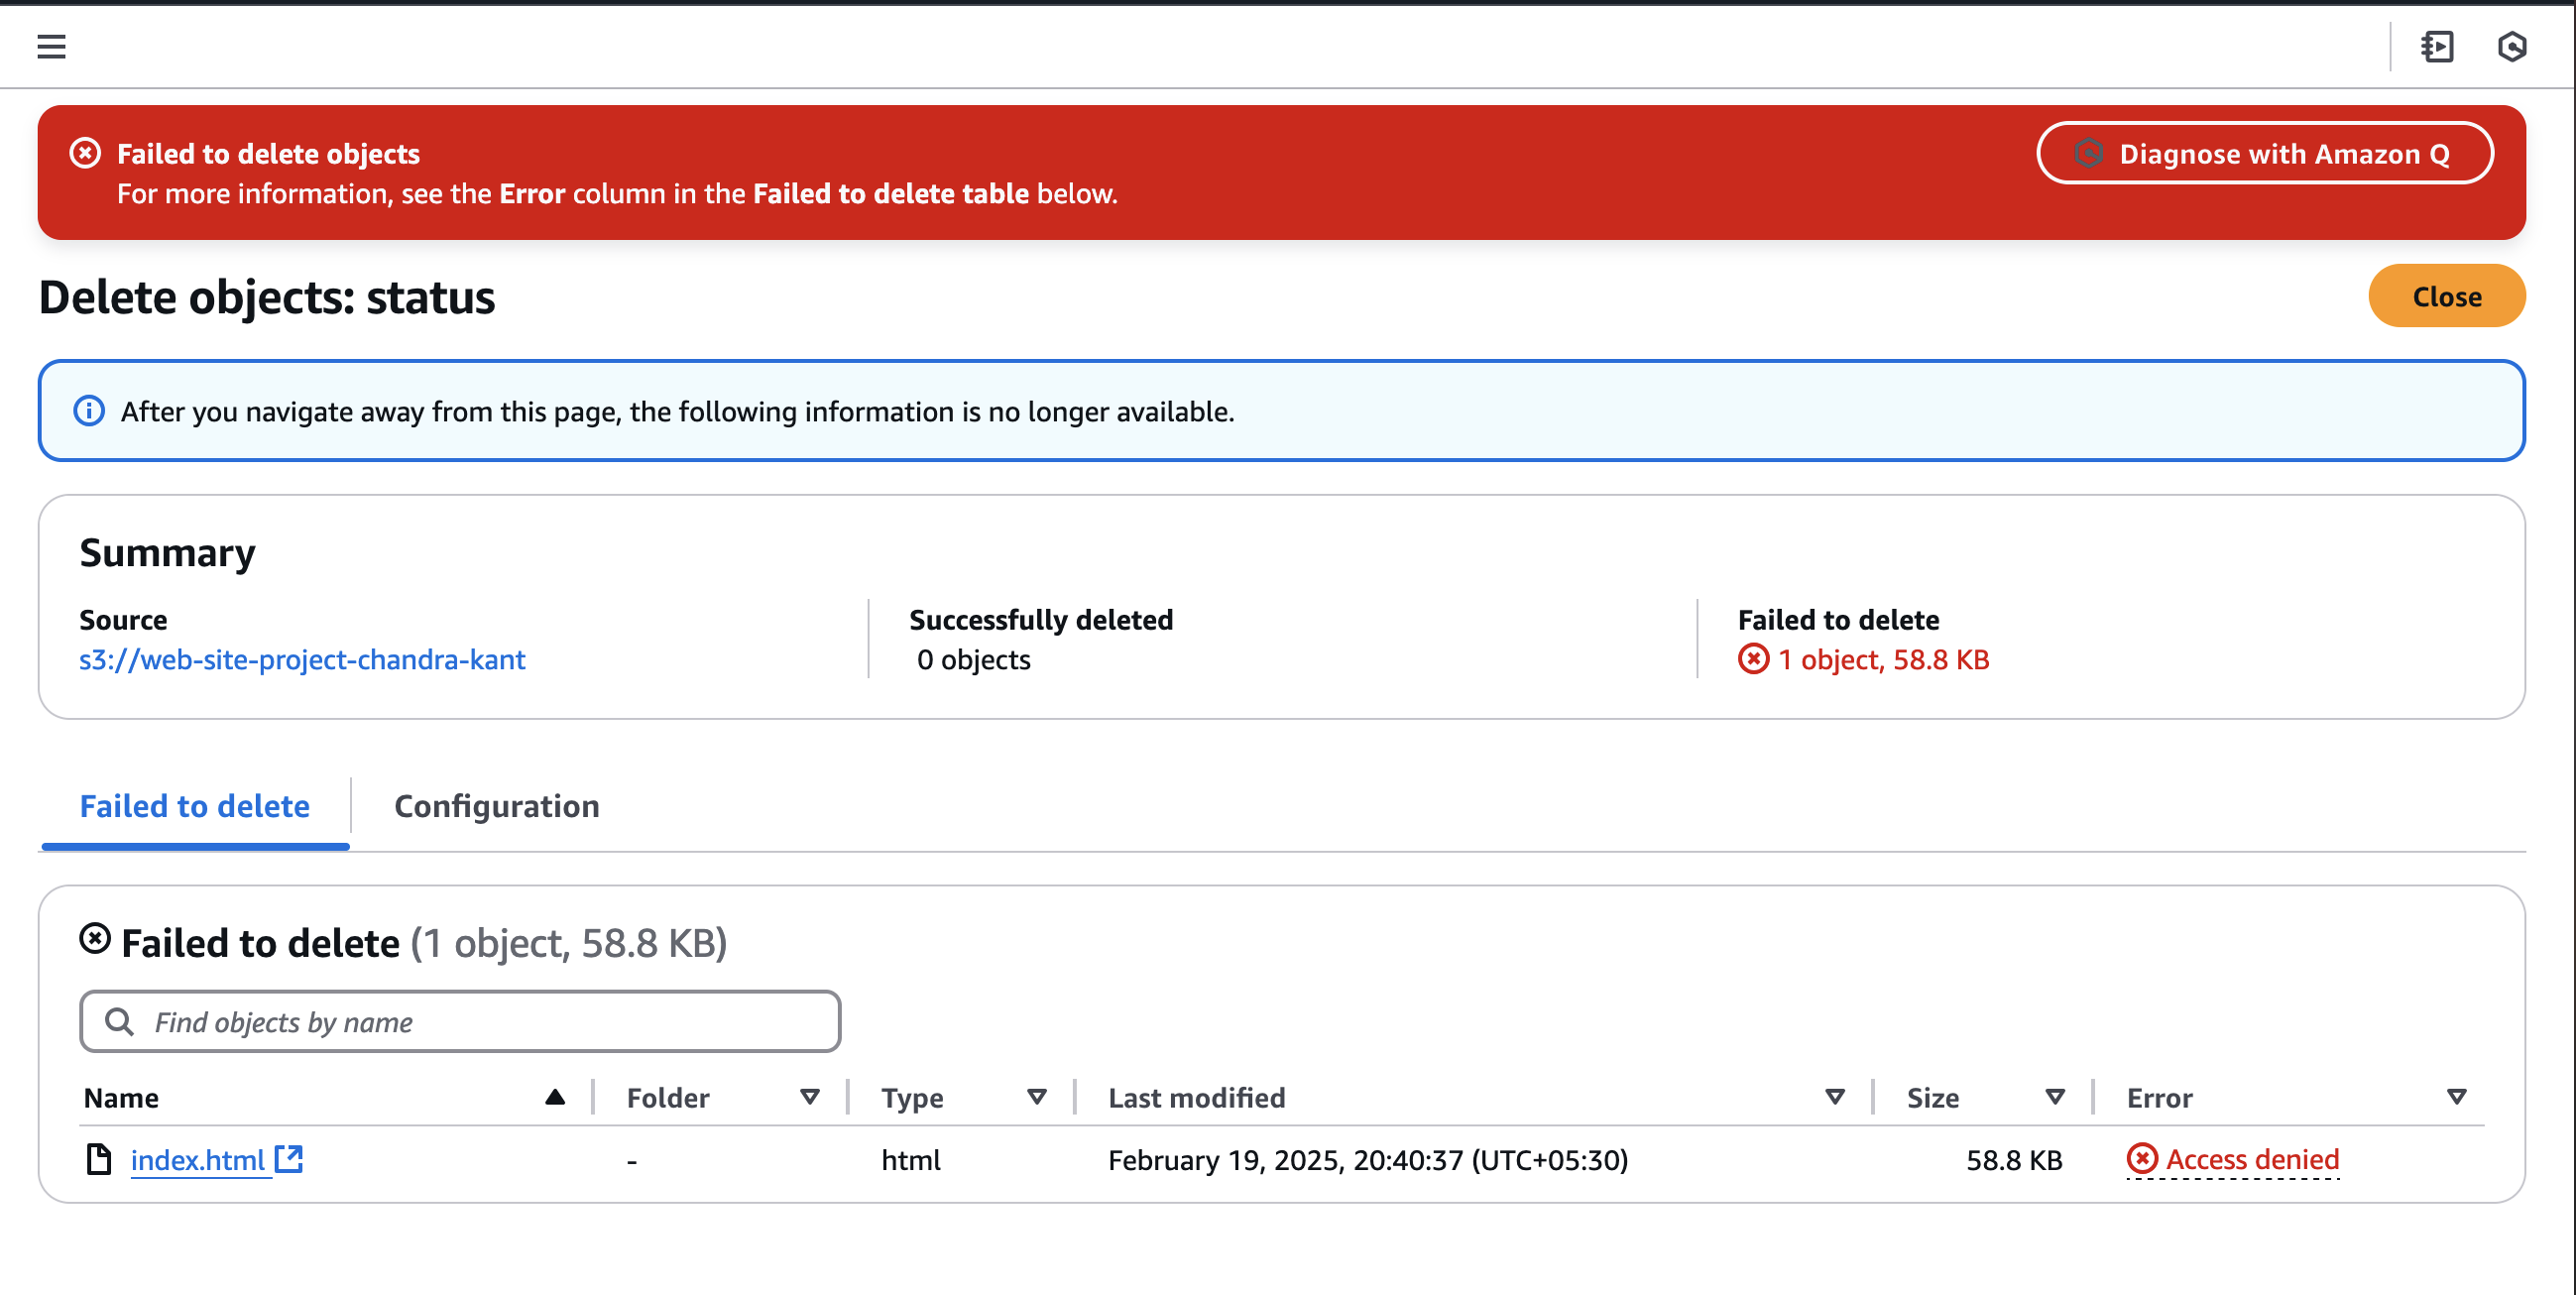 Failed to delete objects
For more information, see the Error column in the Failed to delete table below.
Diagnose with Amazon Q
Delete objects: status
Close
After you navigate away from this page, the following information is no longer available.
Summary
Source
s3://web-site-project-chandra-kant
Successfully deleted
0 objects
Failed to delete
1 object, 58.8 KB
Failed to delete
Configuration
Failed to delete (1 object, 58.8 KB)
Find objects by name
Name Folder Type Last modified Size Error
index.html - html February 19, 2025, 20:40:37 (UTC+05:30) 58.8 KB Access denied